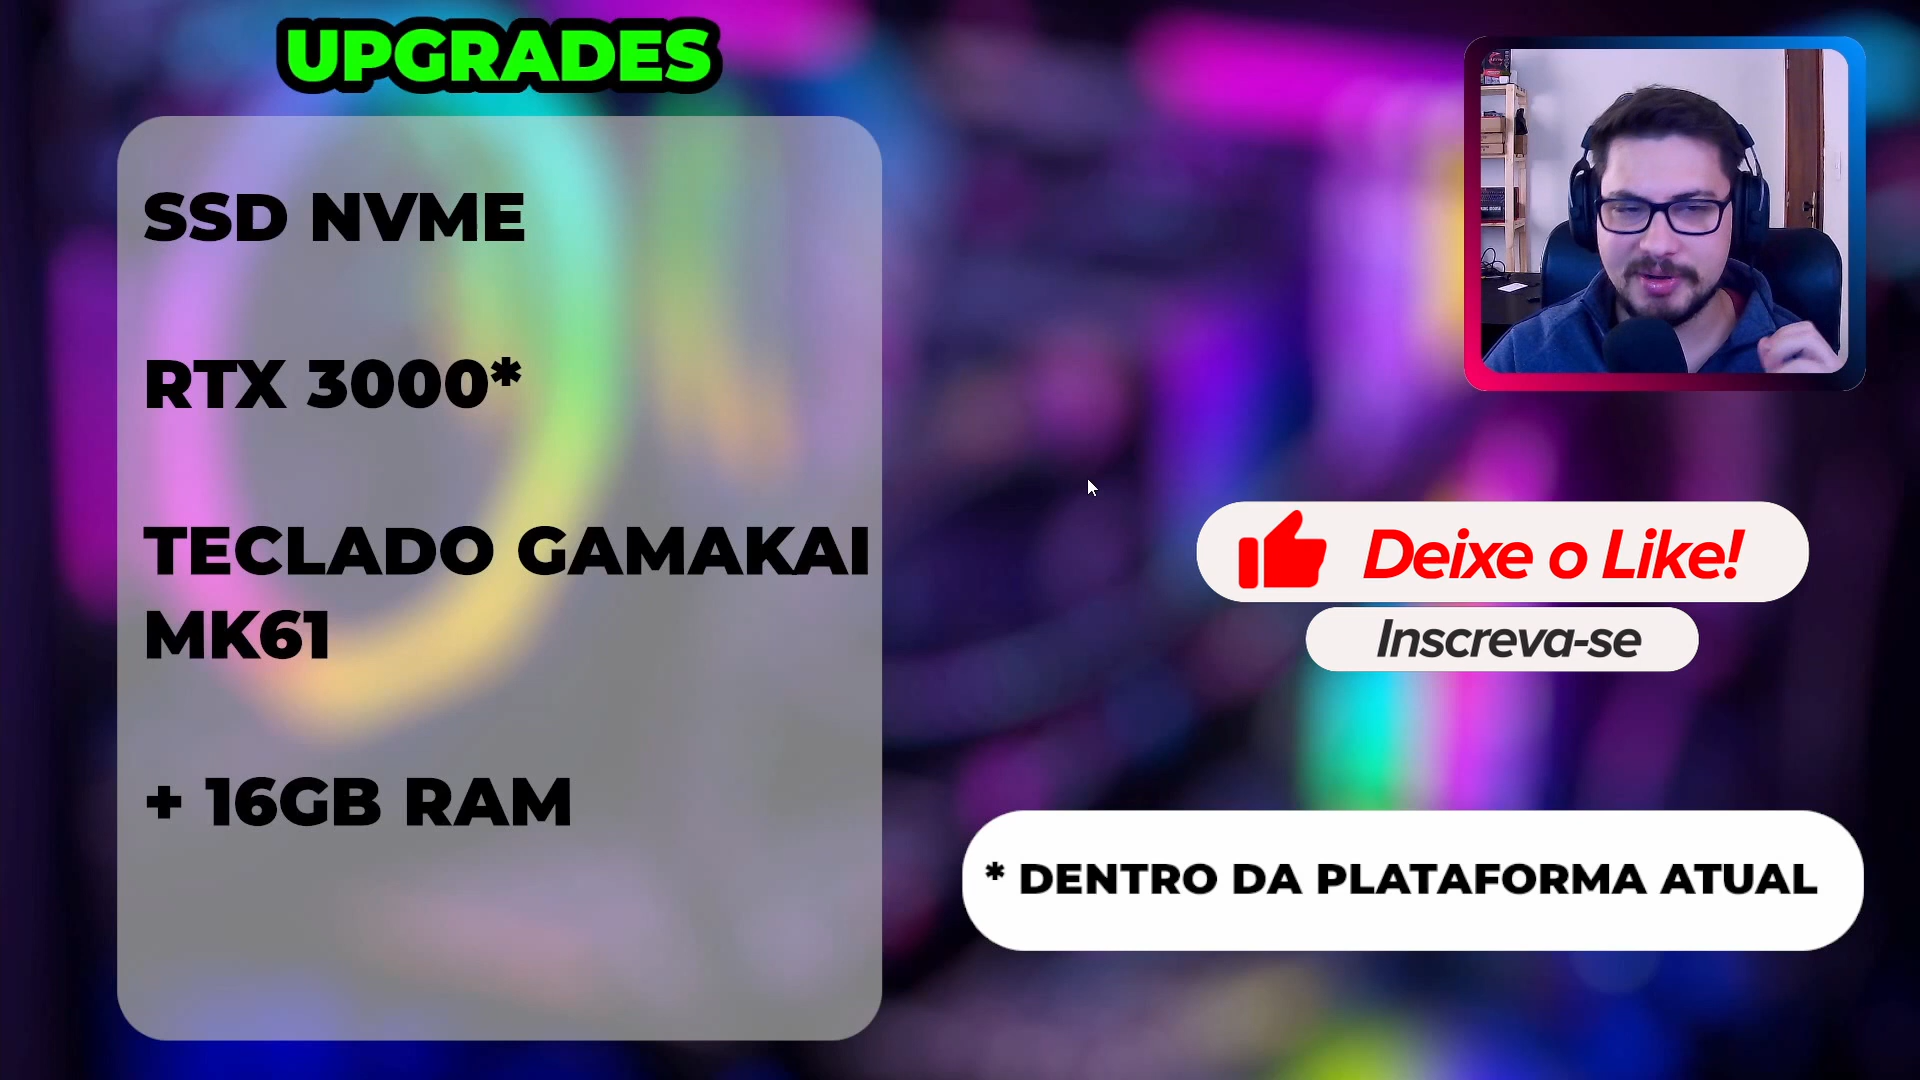 UPGRADES
SSD NVME
RTX 3000*
TECLADO GAMAKAI
MK61
+ 16GB RAM
Deixe o Like!
Inscreva-se
* DENTRO DA PLATAFORMA ATUAL